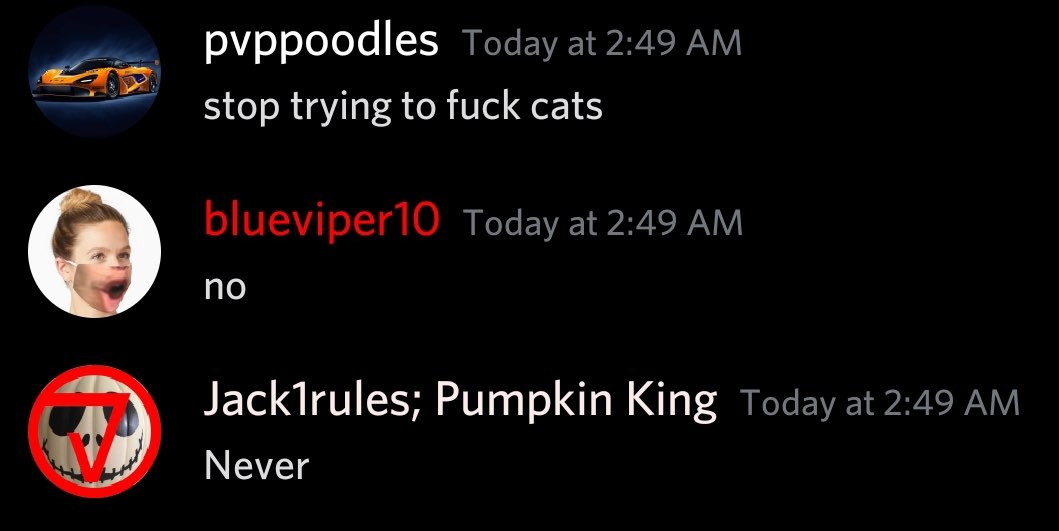 pvppoodles Today at 2:49 AM
stop trying to fuck cats
blueviper10 Today at 2:49 AM
no
Jack1rules; Pumpkin King Today at 2:49 AM
Never